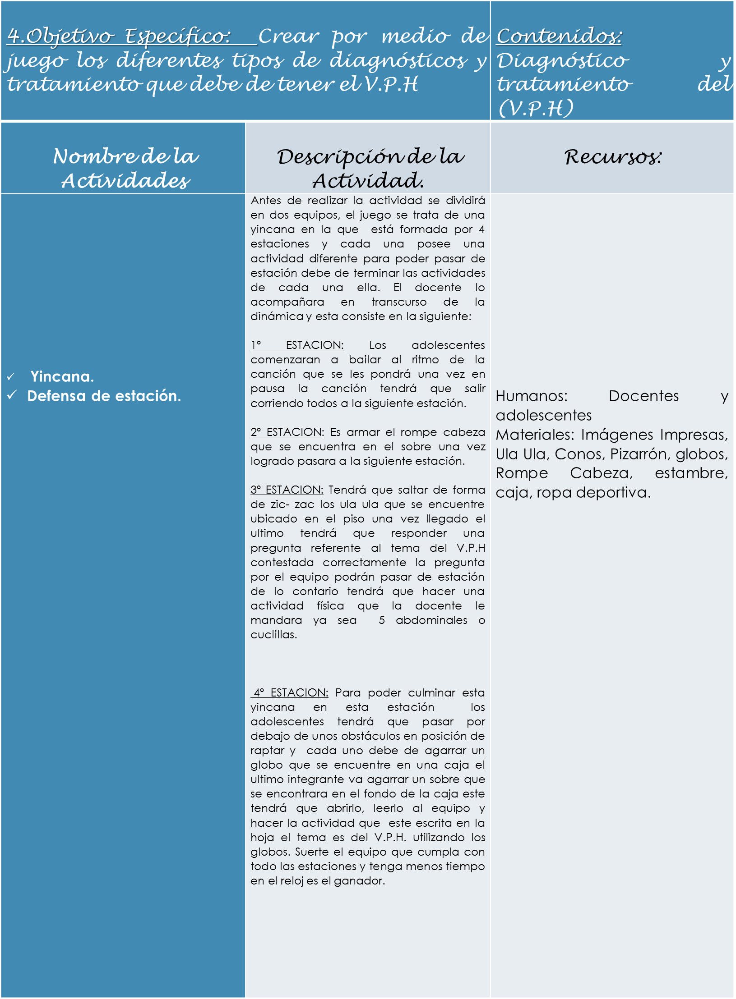 4.Objetivo Específico: Crear por medio de
juego los diferentes tipos de diagnósticos y
tratamiento que debe de tener el V.P.H
Contenidos:
Diagnóstico y
tratamiento del
(V.P.H)
Nombre de la
Actividades
Descripción de la
Actividad.
Recursos:
✓ Yincana.
✓ Defensa de estación.
Antes de realizar la actividad se dividirá
en dos equipos, el juego se trata de una
yincana en la que está formada por 4
estaciones y cada una posee una
actividad diferente para poder pasar de
estación debe de terminar las actividades
de cada una ella. El docente lo
acompañara en transcurso de la
dinámica y esta consiste en la siguiente:
1° ESTACION: Los adolescentes
comenzaran a bailar al ritmo de la
canción que se les pondrá una vez en
pausa la canción tendrá que salir
corriendo todos a la siguiente estación.
2° ESTACION: Es armar el rompe cabeza
que se encuentra en el sobre una vez
logrado pasara a la siguiente estación.
3° ESTACION: Tendrá que saltar de forma
de zic- zac los ula ula que se encuentre
ubicado en el piso una vez llegado el
ultimo tendrá que responder una
pregunta referente al tema del V.P.H
contestada correctamente la pregunta
por el equipo podrán pasar de estación
de lo contario tendrá que hacer una
actividad física que la docente le
mandara ya sea 5 abdominales o
cuclillas.
4° ESTACION: Para poder culminar esta
yincana en esta estación los
adolescentes tendrá que pasar por
debajo de unos obstáculos en posición de
raptar y cada uno debe de agarrar un
globo que se encuentre en una caja el
ultimo integrante va agarrar un sobre que
se encontrara en el fondo de la caja este
tendrá que abrirlo, leerlo al equipo y
hacer la actividad que este escrita en la
hoja el tema es del V.P.H. utilizando los
globos. Suerte el equipo que cumpla con
todo las estaciones y tenga menos tiempo
en el reloj es el ganador.
Humanos: Docentes y
adolescentes
Materiales: Imágenes Impresas,
Ula Ula, Conos, Pizarrón, globos,
Rompe Cabeza, estambre,
caja, ropa deportiva.